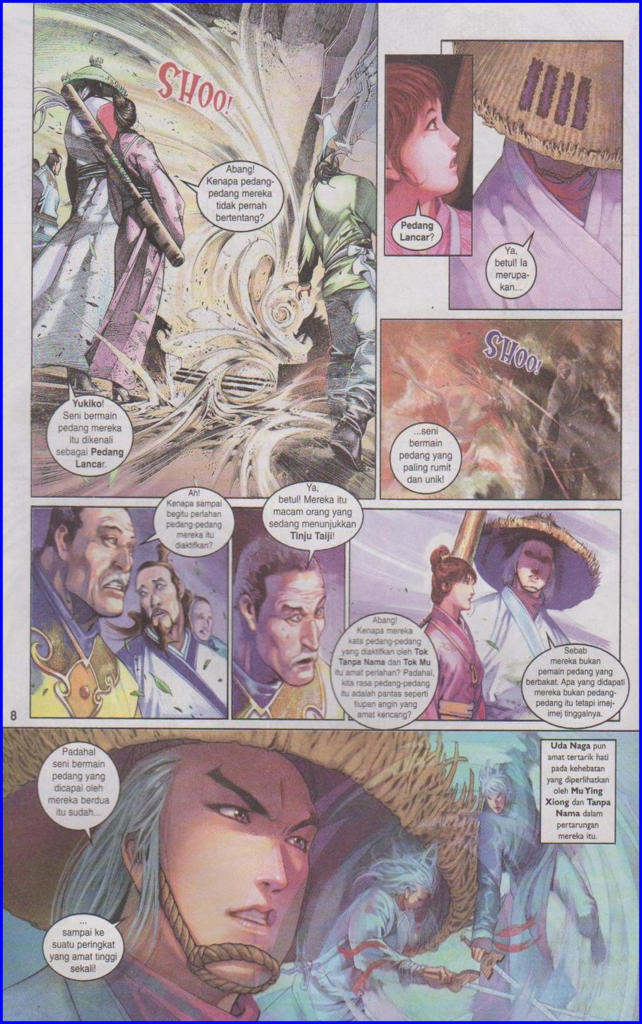 SHOO!
Abang!
Kenapa pedang-
pedang mereka
tidak pernah
bertentang?
Yukiko!
Seni bermain
pedang mereka
itu dikenali
sebagai Pedang
Lancar.
Pedang
Lancar?
Ya,
betul! Ia
merupa-
kan...
SHOO!
...seni
bermain
pedang yang
paling rumit
dan unik!
Ah!
Kenapa sampai
begitu perlahan
pedang-pedang
mereka itu
diaktifkan?
Ya,
betul! Mereka itu
macam orang yang
sedang menunjukkan
Tinju Taiji!
Abang!
Kenapa mereka
kata pedang-pedang
yang diaktifkan oleh Tok
Tanpa Nama dan Tok Mu
itu amat perlahan? Padahal,
kita rasa pedang-pedang
itu adalah pantas seperti
tiupan angin yang
amat kencang?
Sebab
mereka bukan
pemain pedang yang
berbakat. Apa yang didapati
mereka bukan pedang-
pedang itu tetapi imej-
imej tinggalnya.
8
Padahal
seni bermain
pedang yang
dicapai oleh
mereka berdua
itu sudah...
Uda Naga pun
amat tertarik hati
pada kehebatan
yang diperlihatkan
oleh Mu Ying
Xiong dan Tanpa
Nama dalam
pertarungan
mereka itu.
...
sampai ke
suatu peringkat
yang amat tinggi
sekali!